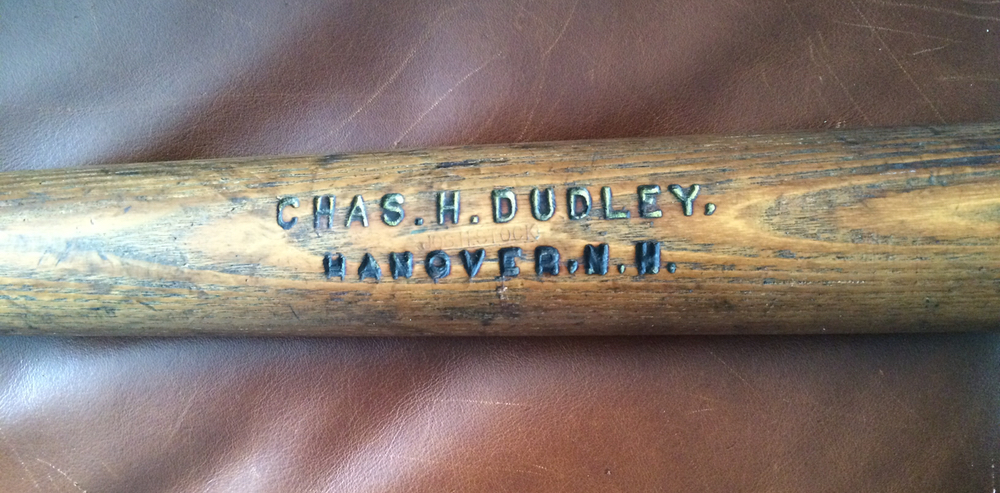 CHAS. H. DUDLEY,
HANOVER, N. H.